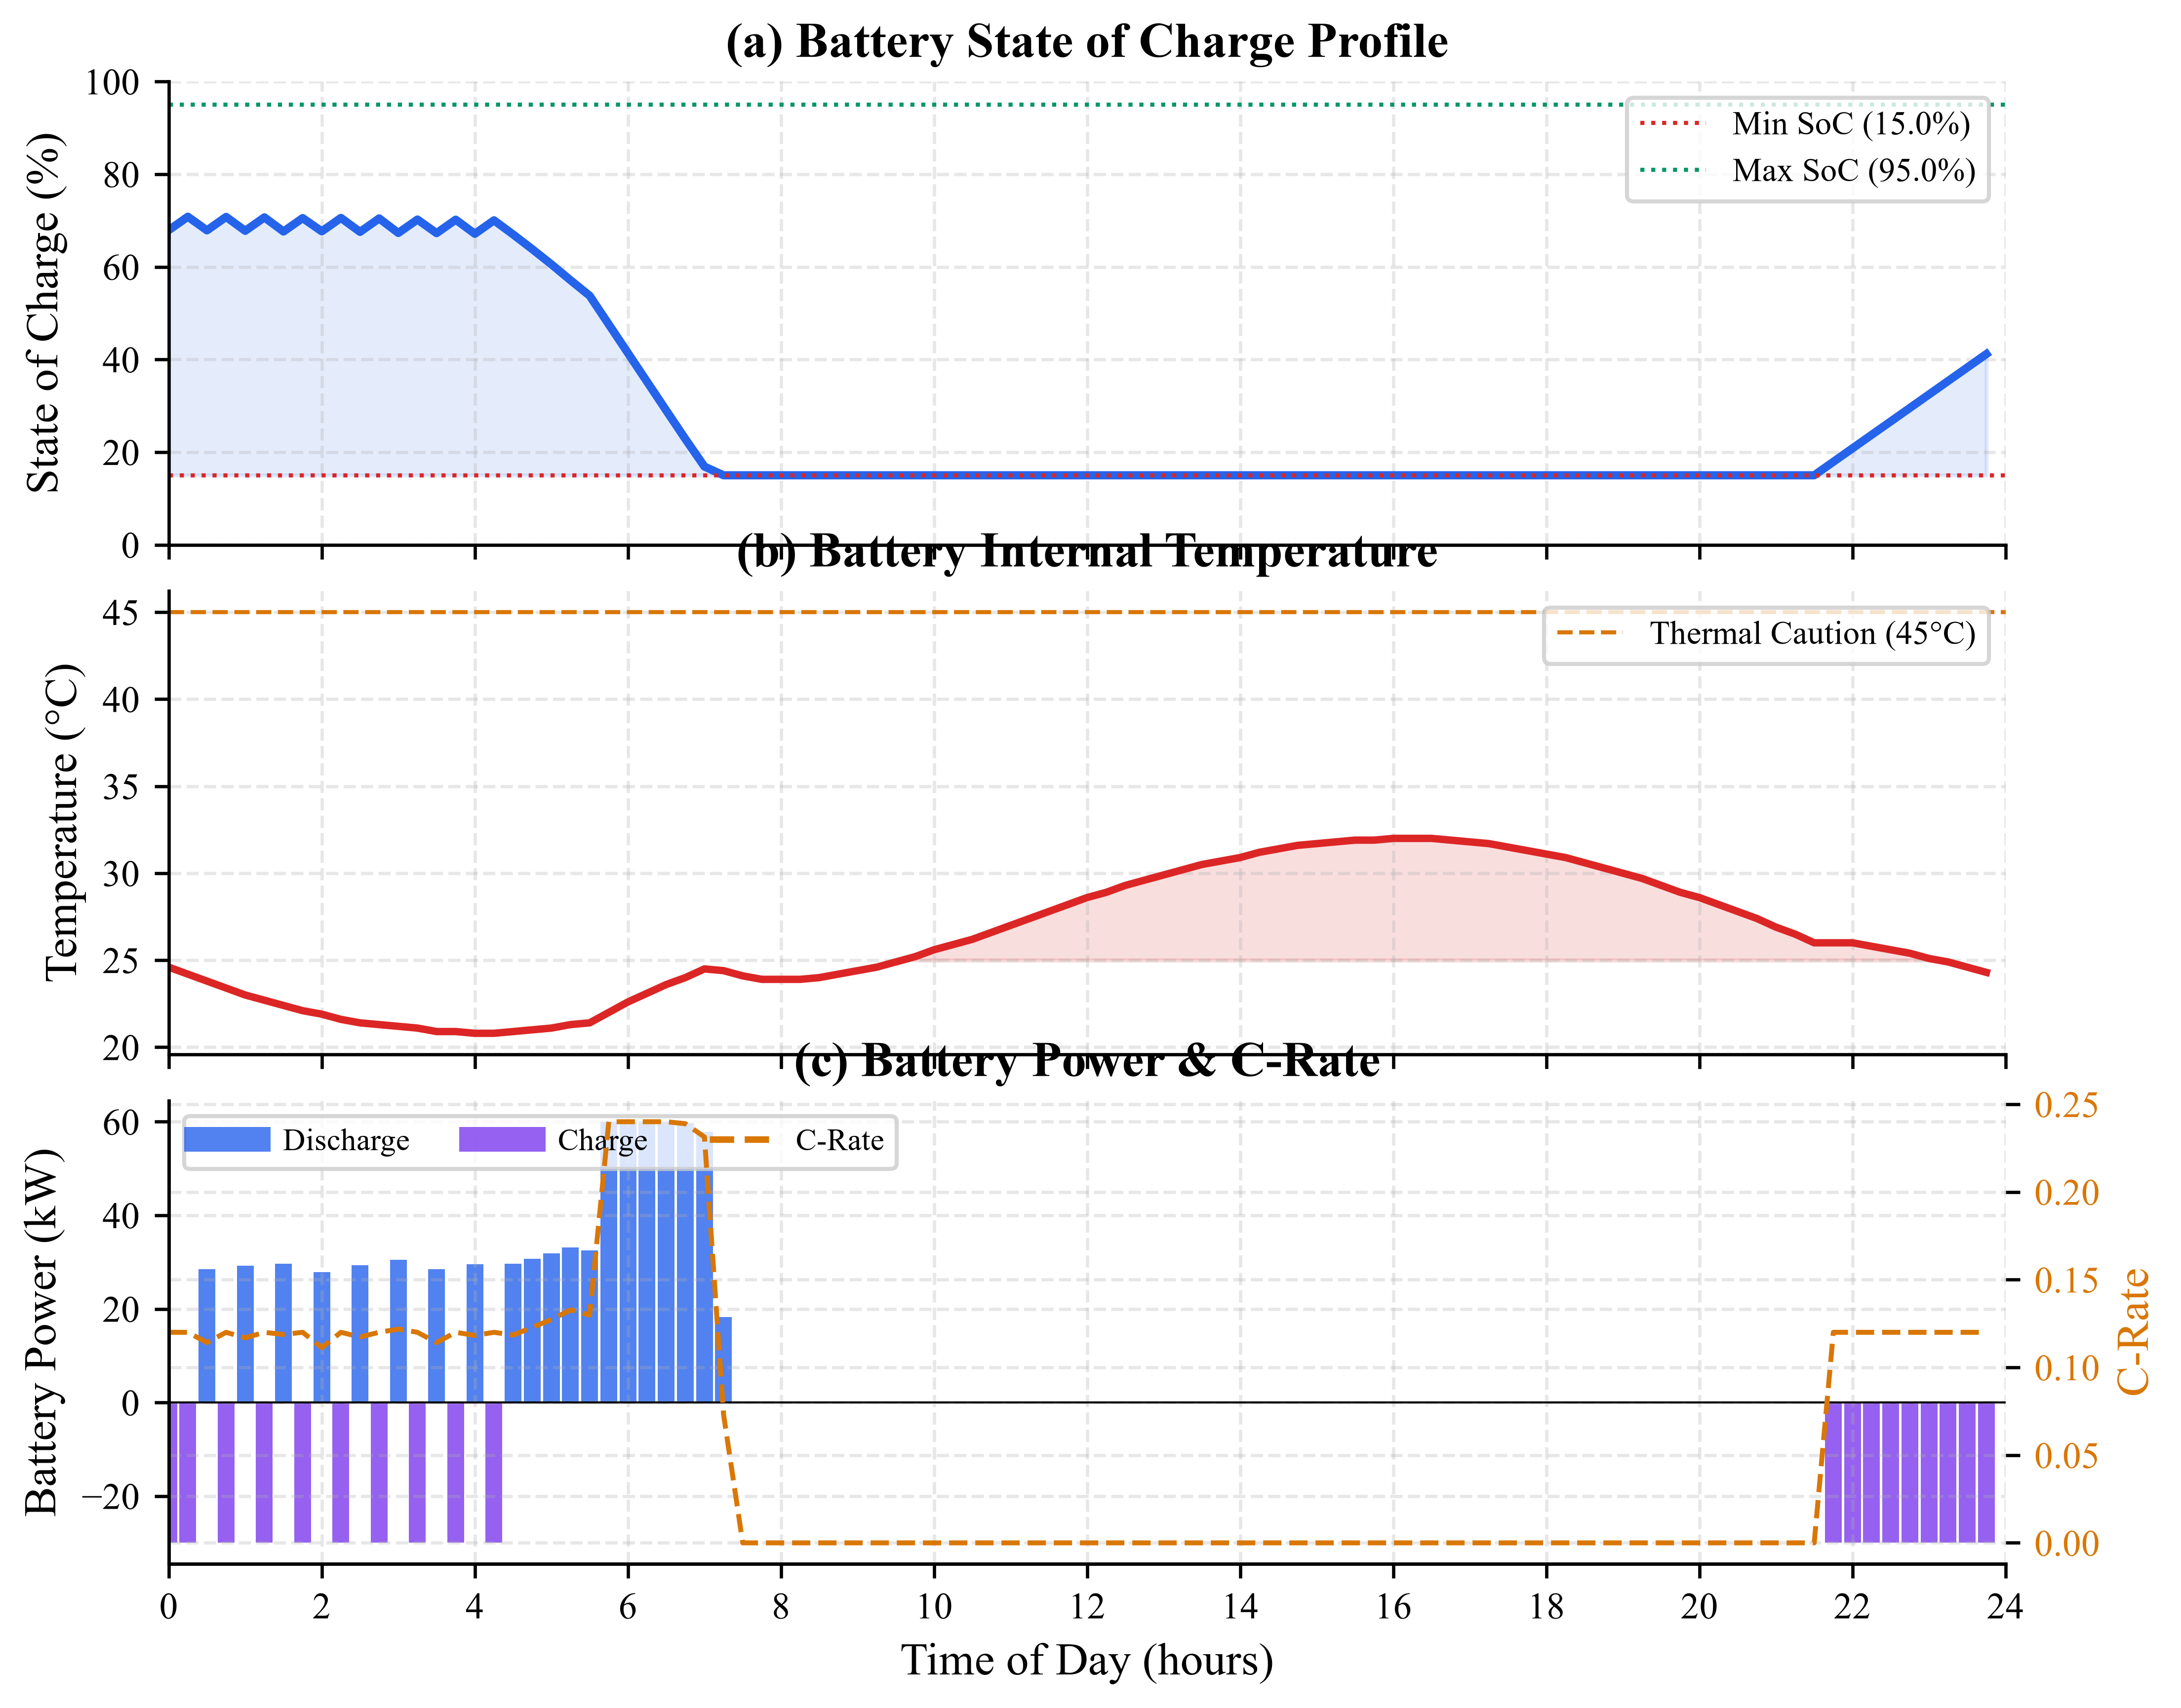 (a) Battery State of Charge Profile
100
80
60
40
20
0
State of Charge (%)
Min SoC (15.0%)
Max SoC (95.0%)
(b) Battery Internal Temperature
45
40
35
30
25
20
Temperature (°C)
Thermal Caution (45°C)
(c) Battery Power & C-Rate
60
40
20
0
−20
Battery Power (kW)
Discharge Charge C-Rate
0.25
0.20
0.15
0.10
0.05
0.00
C-Rate
0 2 4 6 8 10 12 14 16 18 20 22 24
Time of Day (hours)